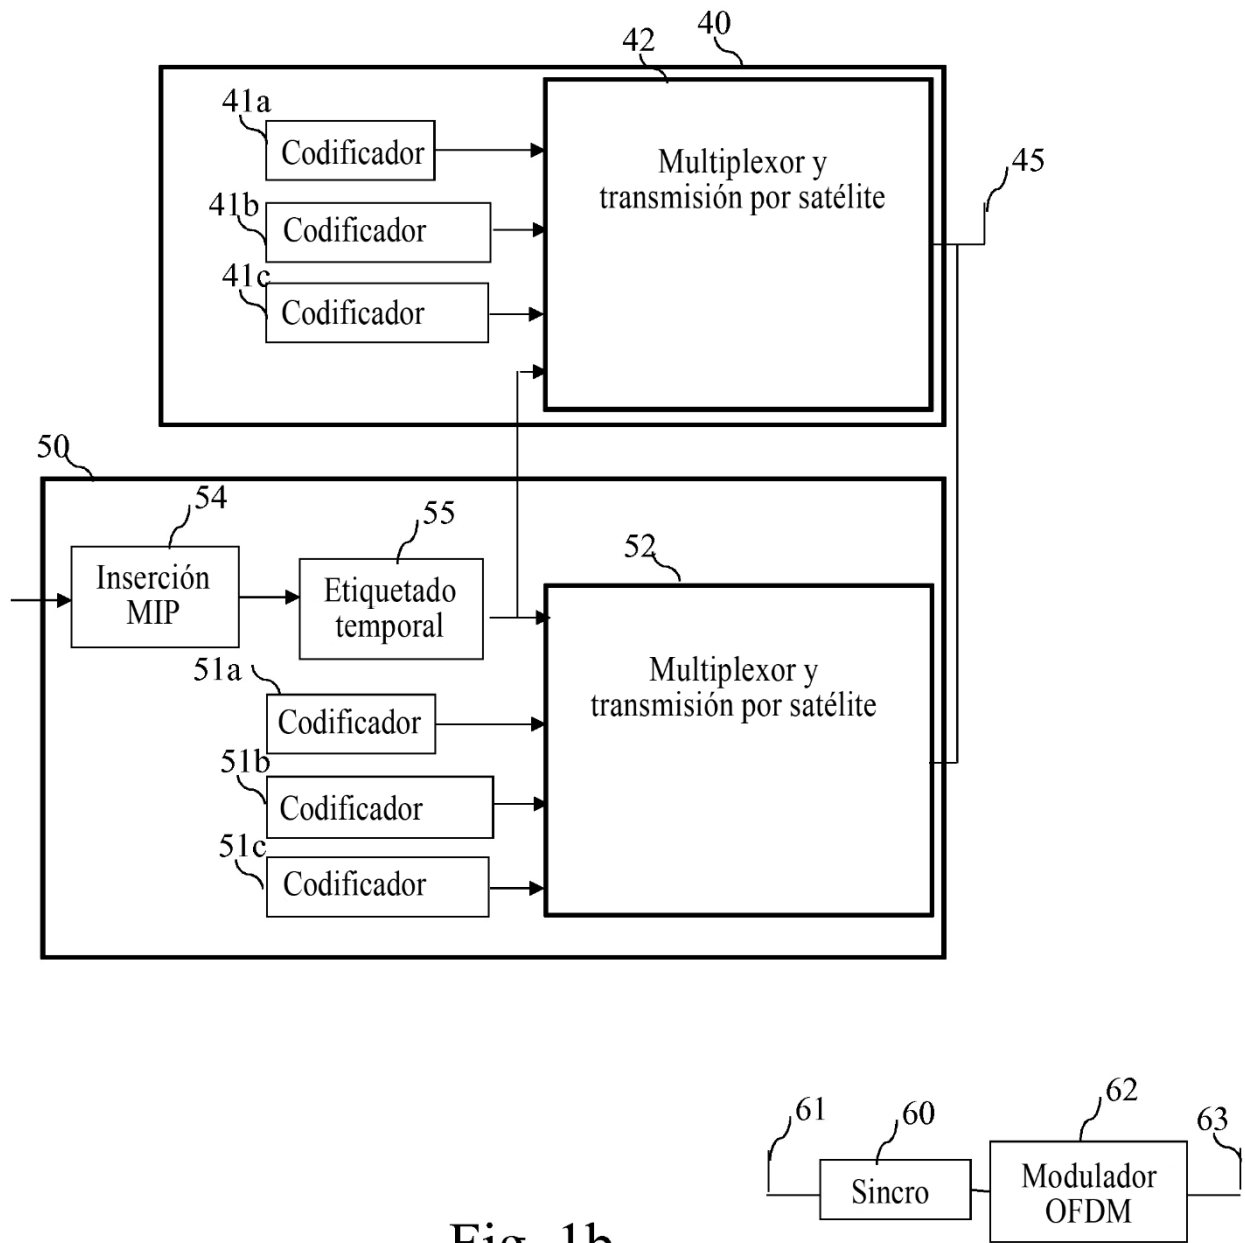 40
42
41a
Codificador
Multiplexor y
transmisión por satélite
45
41b
Codificador
41c
Codificador
50
54
55
52
Inserción
MIP
Etiquetado
temporal
Multiplexor y
transmisión por satélite
51a
Codificador
51b
Codificador
51c
Codificador
61
60
62
63
Sincro
Modulador
OFDM
Fig. 1b